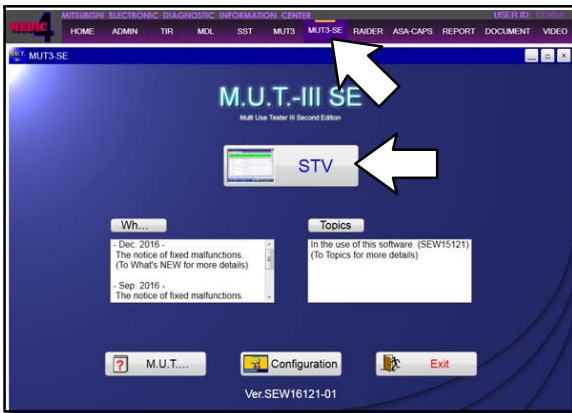 MEDIC 4
MITSUBISHI ELECTRONIC DIAGNOSTIC INFORMATION CENTER
USER ID:
HOME ADMIN TIR MDL SST MUT3 MUT3-SE RAIDER ASA-CAPS REPORT DOCUMENT VIDEO
M.U.T. MUT3-SE
M.U.T.-III SE
Multi Use Tester III Second Edition
STV
Wh...
- Dec. 2016 -
The notice of fixed malfunctions.
(To What's NEW for more details)
- Sep. 2016 -
The notice of fixed malfunctions.
Topics
In the use of this software. (SEW15121)
(To Topics for more details)
? M.U.T....
Configuration
Exit
Ver.SEW16121-01